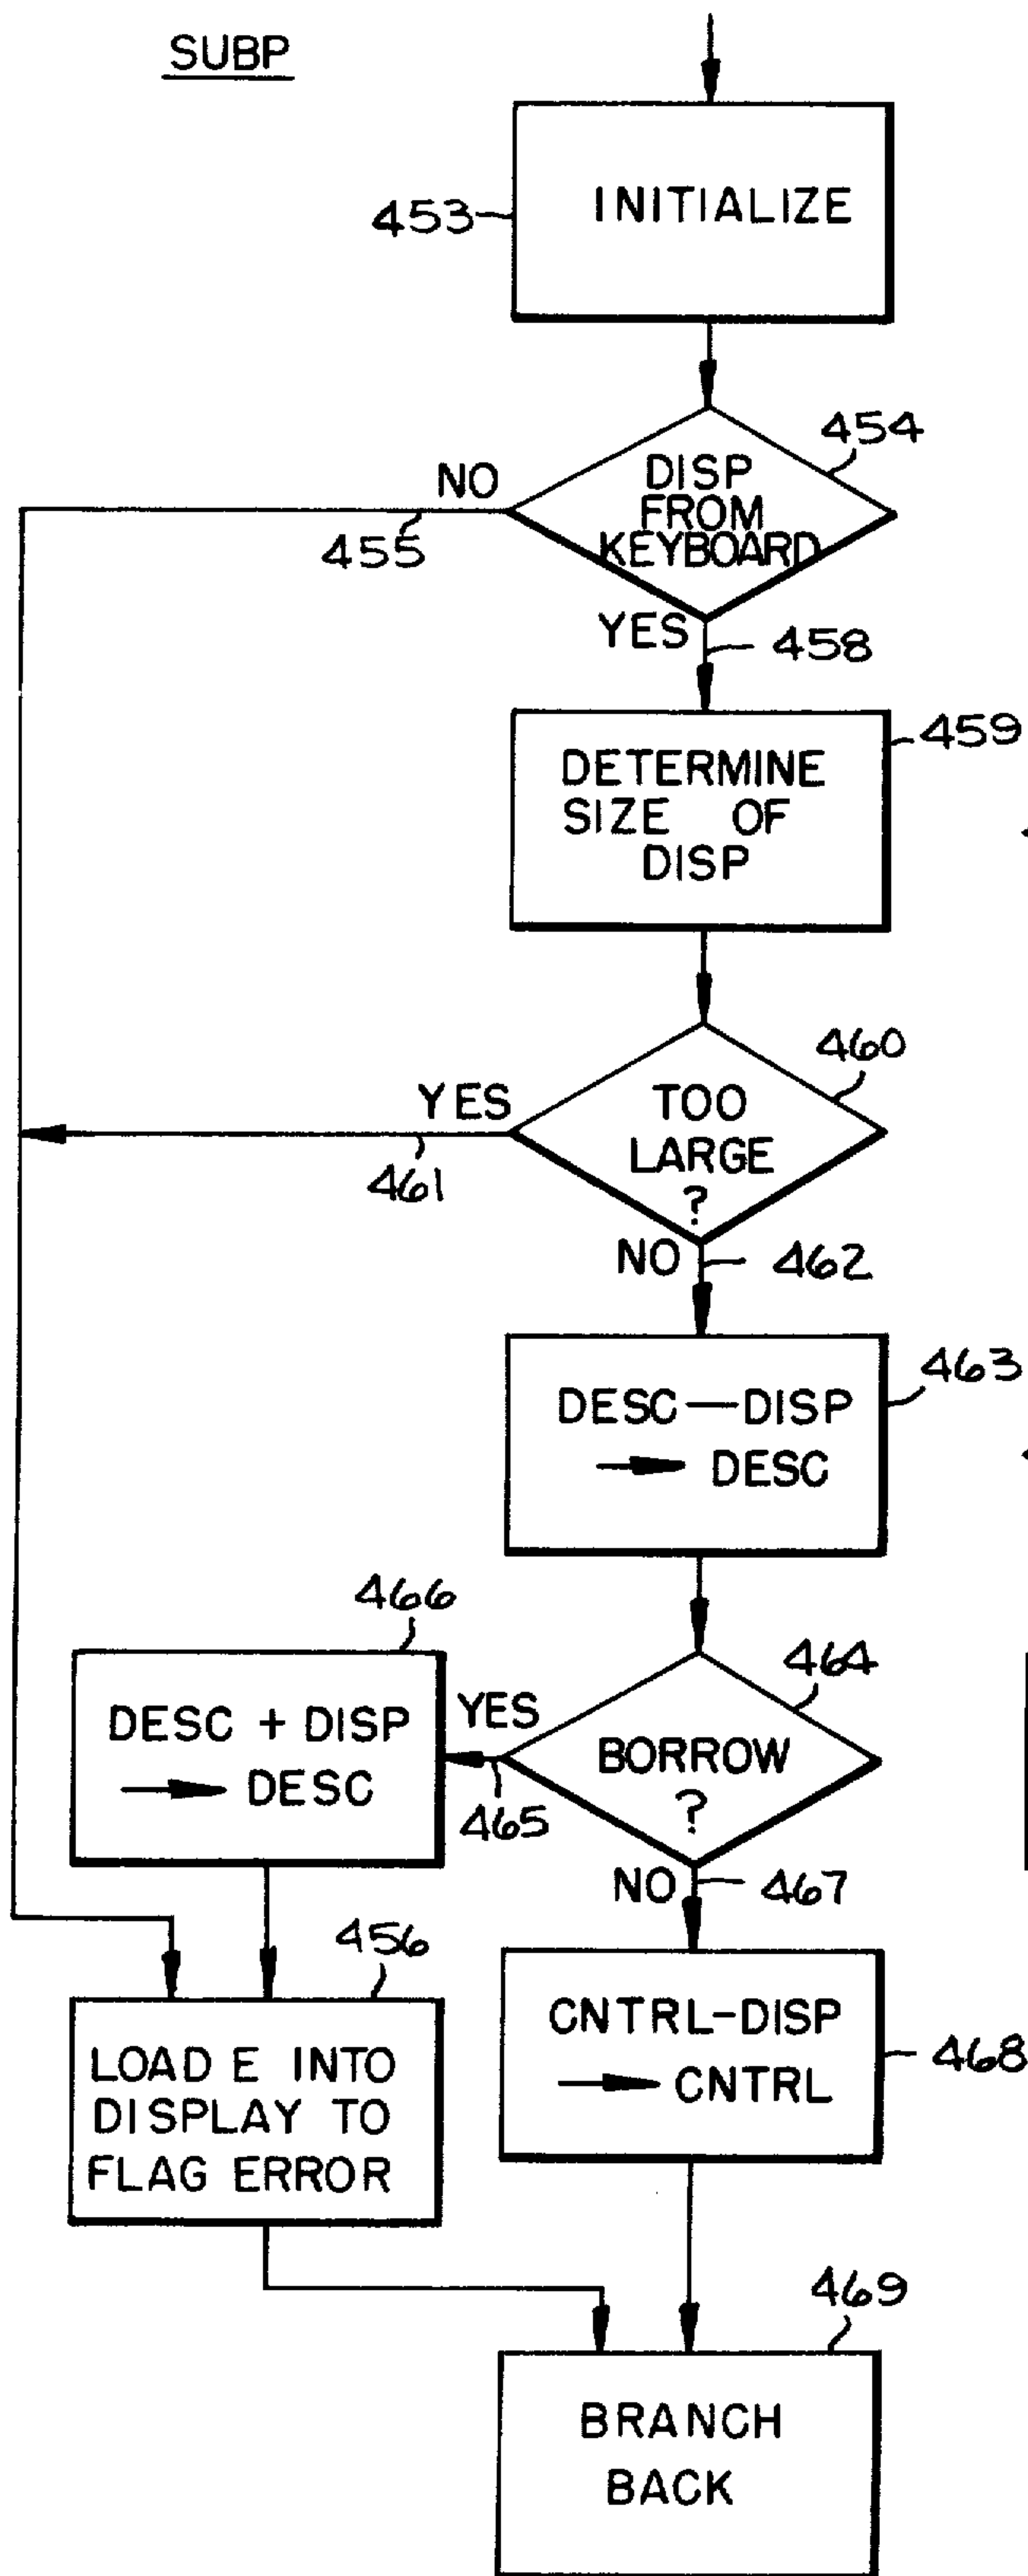 SUBP
INITIALIZE
453
454
DISP
FROM
KEYBOARD
NO
455
YES
458
459
DETERMINE
SIZE OF
DISP
460
TOO
LARGE
?
YES
461
NO
462
463
DESC — DISP
→ DESC
464
BORROW
?
YES
465
466
DESC + DISP
→ DESC
NO
467
456
LOAD E INTO
DISPLAY TO
FLAG ERROR
CNTRL-DISP
→ CNTRL
468
469
BRANCH
BACK